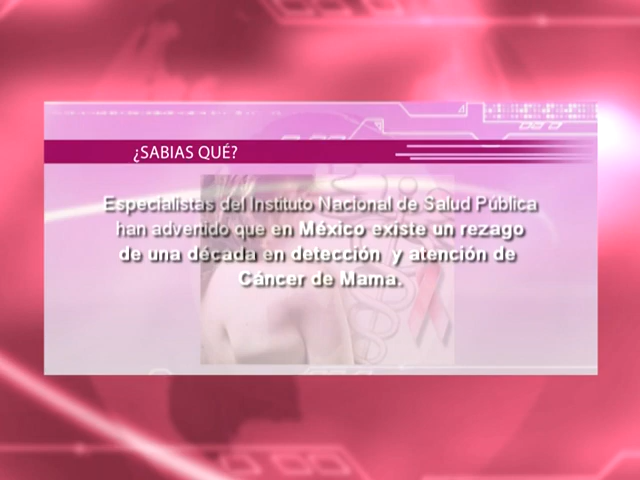 ¿SABIAS QUÉ?
Especialistas del Instituto Nacional de Salud Pública
han advertido que en México existe un rezago
de una década en detección y atención de
Cáncer de Mama.